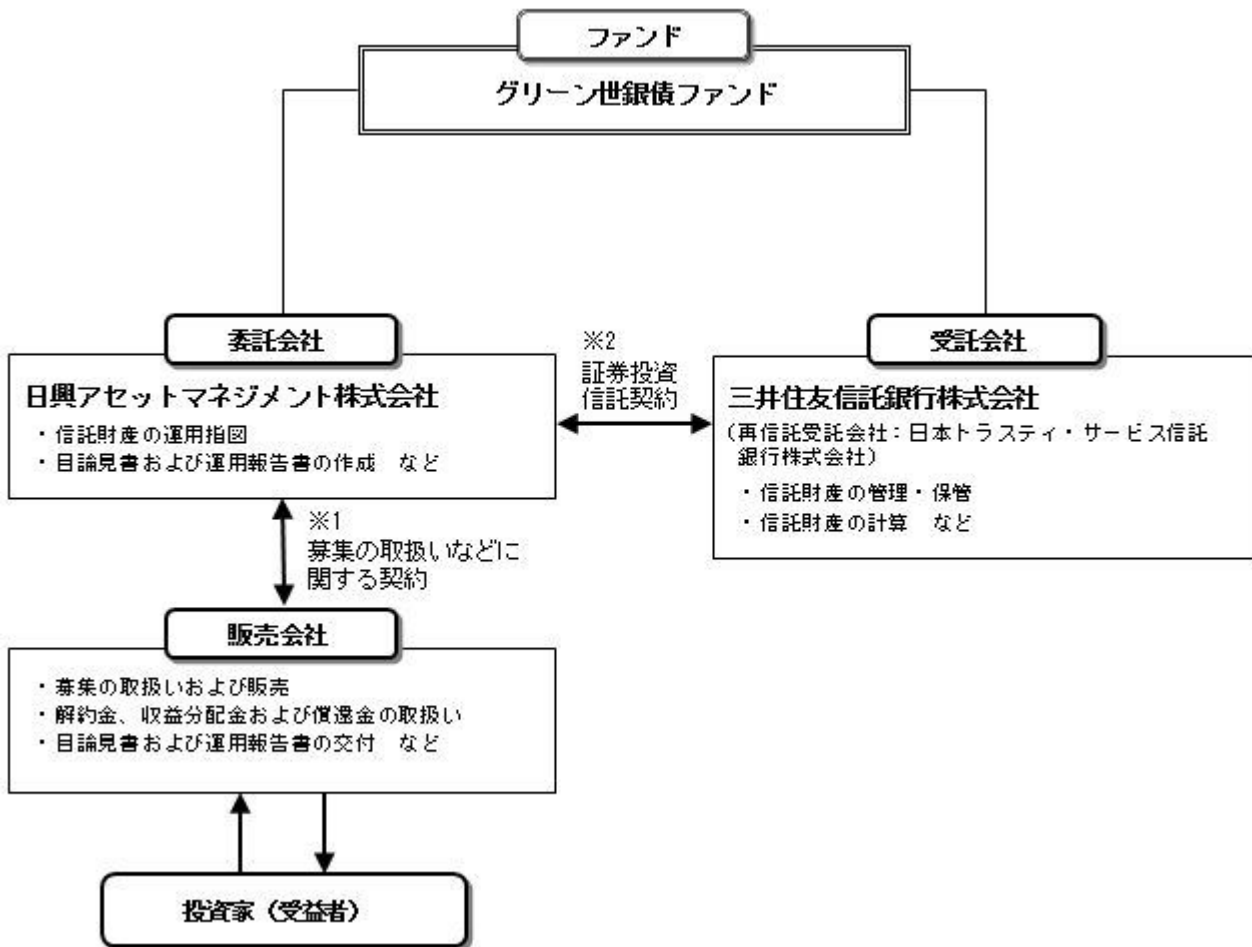 ファンド
グリーン世銀債ファンド
委託会社
日興アセットマネジメント株式会社
・信託財産の運用指図
・目論見書および運用報告書の作成　など
※2
証券投資
信託契約
受託会社
三井住友信託銀行株式会社
（再信託受託会社：日本トラスティ・サービス信託
銀行株式会社）
・信託財産の管理・保管
・信託財産の計算　など
※1
募集の取扱いなどに
関する契約
販売会社
・募集の取扱いおよび販売
・解約金、収益分配金および償還金の取扱い
・目論見書および運用報告書の交付　など
投資家（受益者）